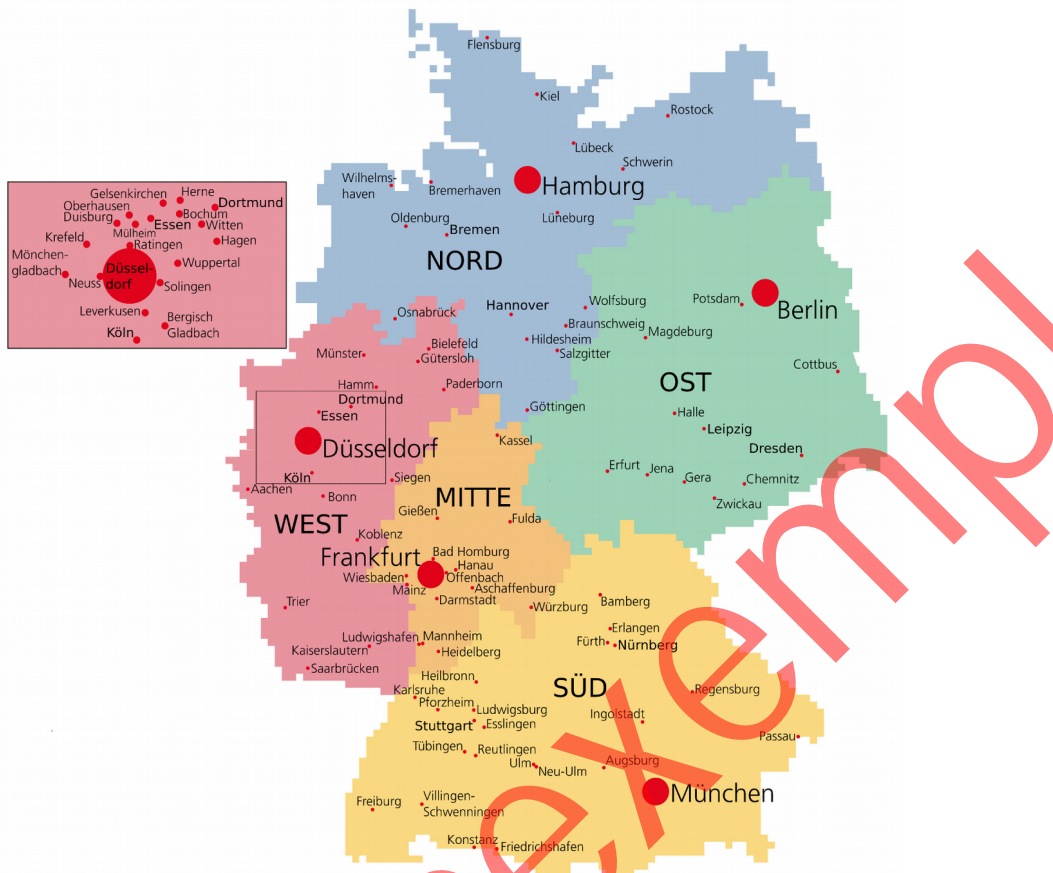 Flensburg
Kiel
Rostock
Lübeck
Schwerin
Wilhelms-
haven
Bremerhaven
Hamburg
Oldenburg
Lüneburg
Bremen
NORD
Gelsenkirchen
Herne
Oberhausen
Dortmund
Duisburg
Bochum
Essen
Witten
Mülheim
Krefeld
Hagen
Ratingen
Mönchen-
gladbach
Wuppertal
Düssel-
dorf
Neuss
Solingen
Leverkusen
Bergisch
Gladbach
Köln
Potsdam
Berlin
Hannover
Wolfsburg
Osnabrück
Braunschweig
Magdeburg
Hildesheim
Salzgitter
Münster
Bielefeld
Gütersloh
Cottbus
OST
Hamm
Paderborn
Dortmund
Essen
Göttingen
Halle
Leipzig
Düsseldorf
Kassel
Dresden
Köln
Siegen
Erfurt
Jena
Gera
Chemnitz
Zwickau
Aachen
Bonn
MITTE
WEST
Gießen
Fulda
Koblenz
Frankfurt
Bad Homburg
Hanau
Wiesbaden
Offenbach
Mainz
Aschaffenburg
Trier
Darmstadt
Würzburg
Bamberg
Erlangen
Ludwigshafen
Mannheim
Fürth
Nürnberg
Kaiserslautern
Heidelberg
Saarbrücken
Heilbronn
SÜD
Karlsruhe
Regensburg
Pforzheim
Ludwigsburg
Ingolstadt
Stuttgart
Esslingen
Passau
Tübingen
Reutlingen
Ulm
Neu-Ulm
Augsburg
München
Freiburg
Villingen-
Schwenningen
Konstanz
Friedrichshafen